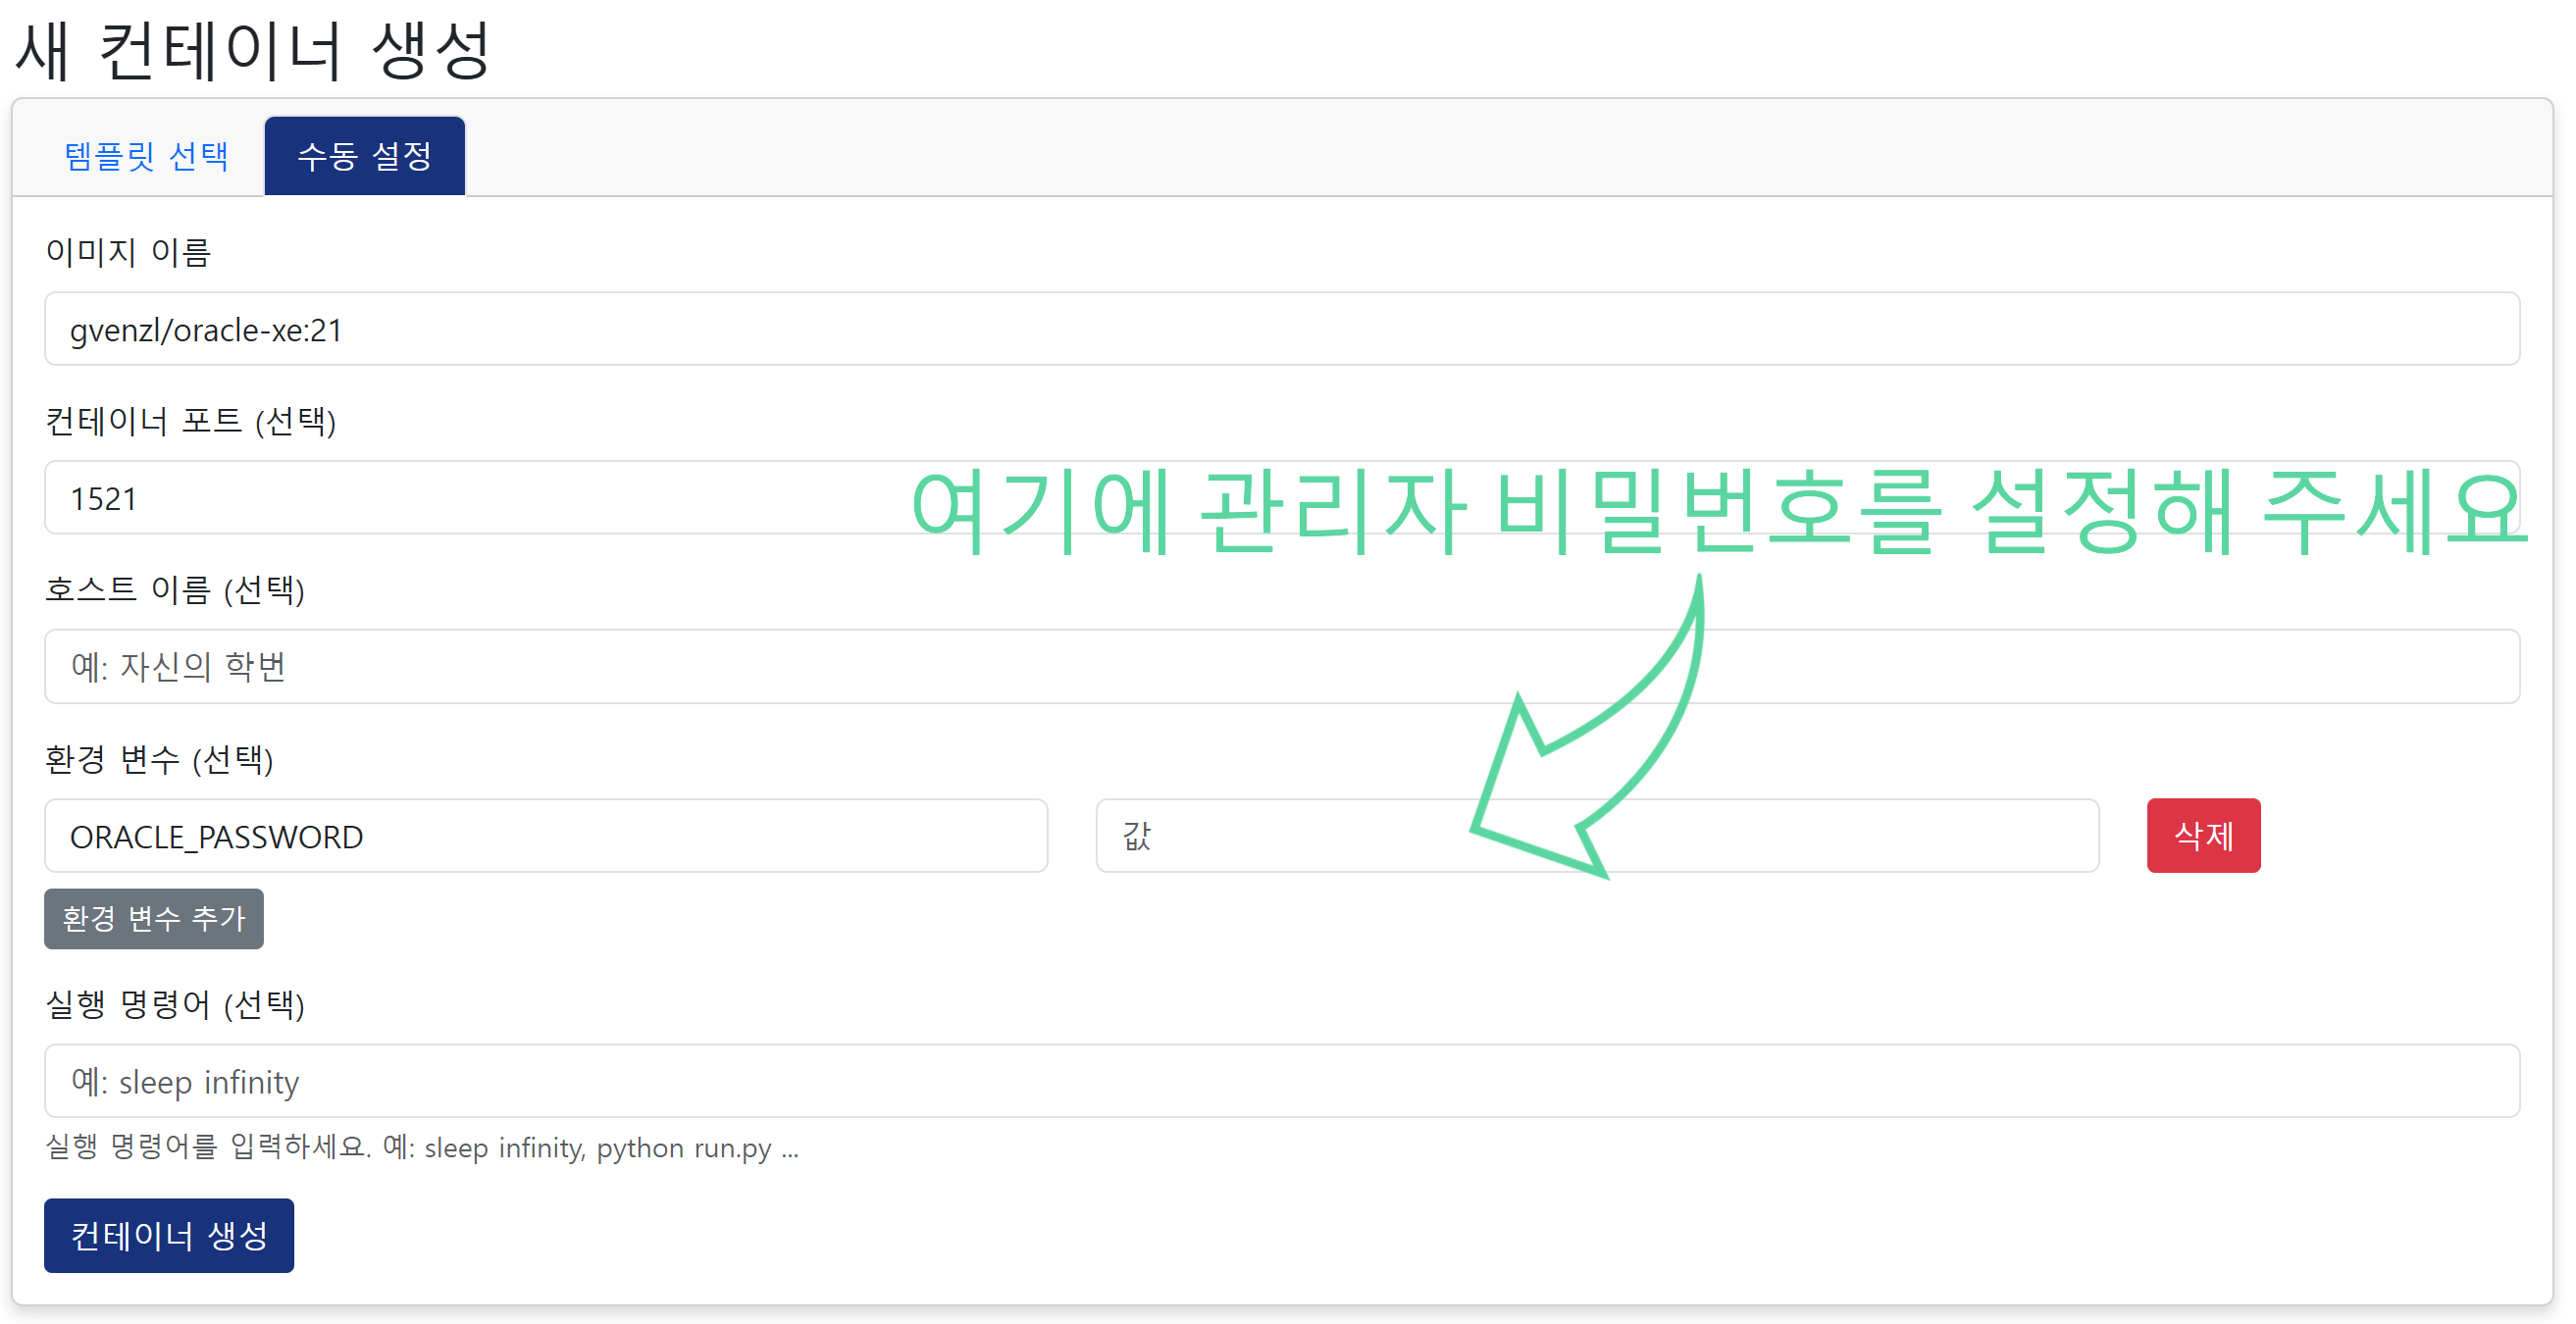 새 컨테이너 생성
템플릿 선택
수동 설정
이미지 이름
gvenzl/oracle-xe:21
컨테이너 포트 (선택)
1521
여기에 관리자 비밀번호를 설정해 주세요
호스트 이름 (선택)
예: 자신의 학번
환경 변수 (선택)
ORACLE_PASSWORD
값
삭제
환경 변수 추가
실행 명령어 (선택)
예: sleep infinity
실행 명령어를 입력하세요. 예: sleep infinity, python run.py ...
컨테이너 생성